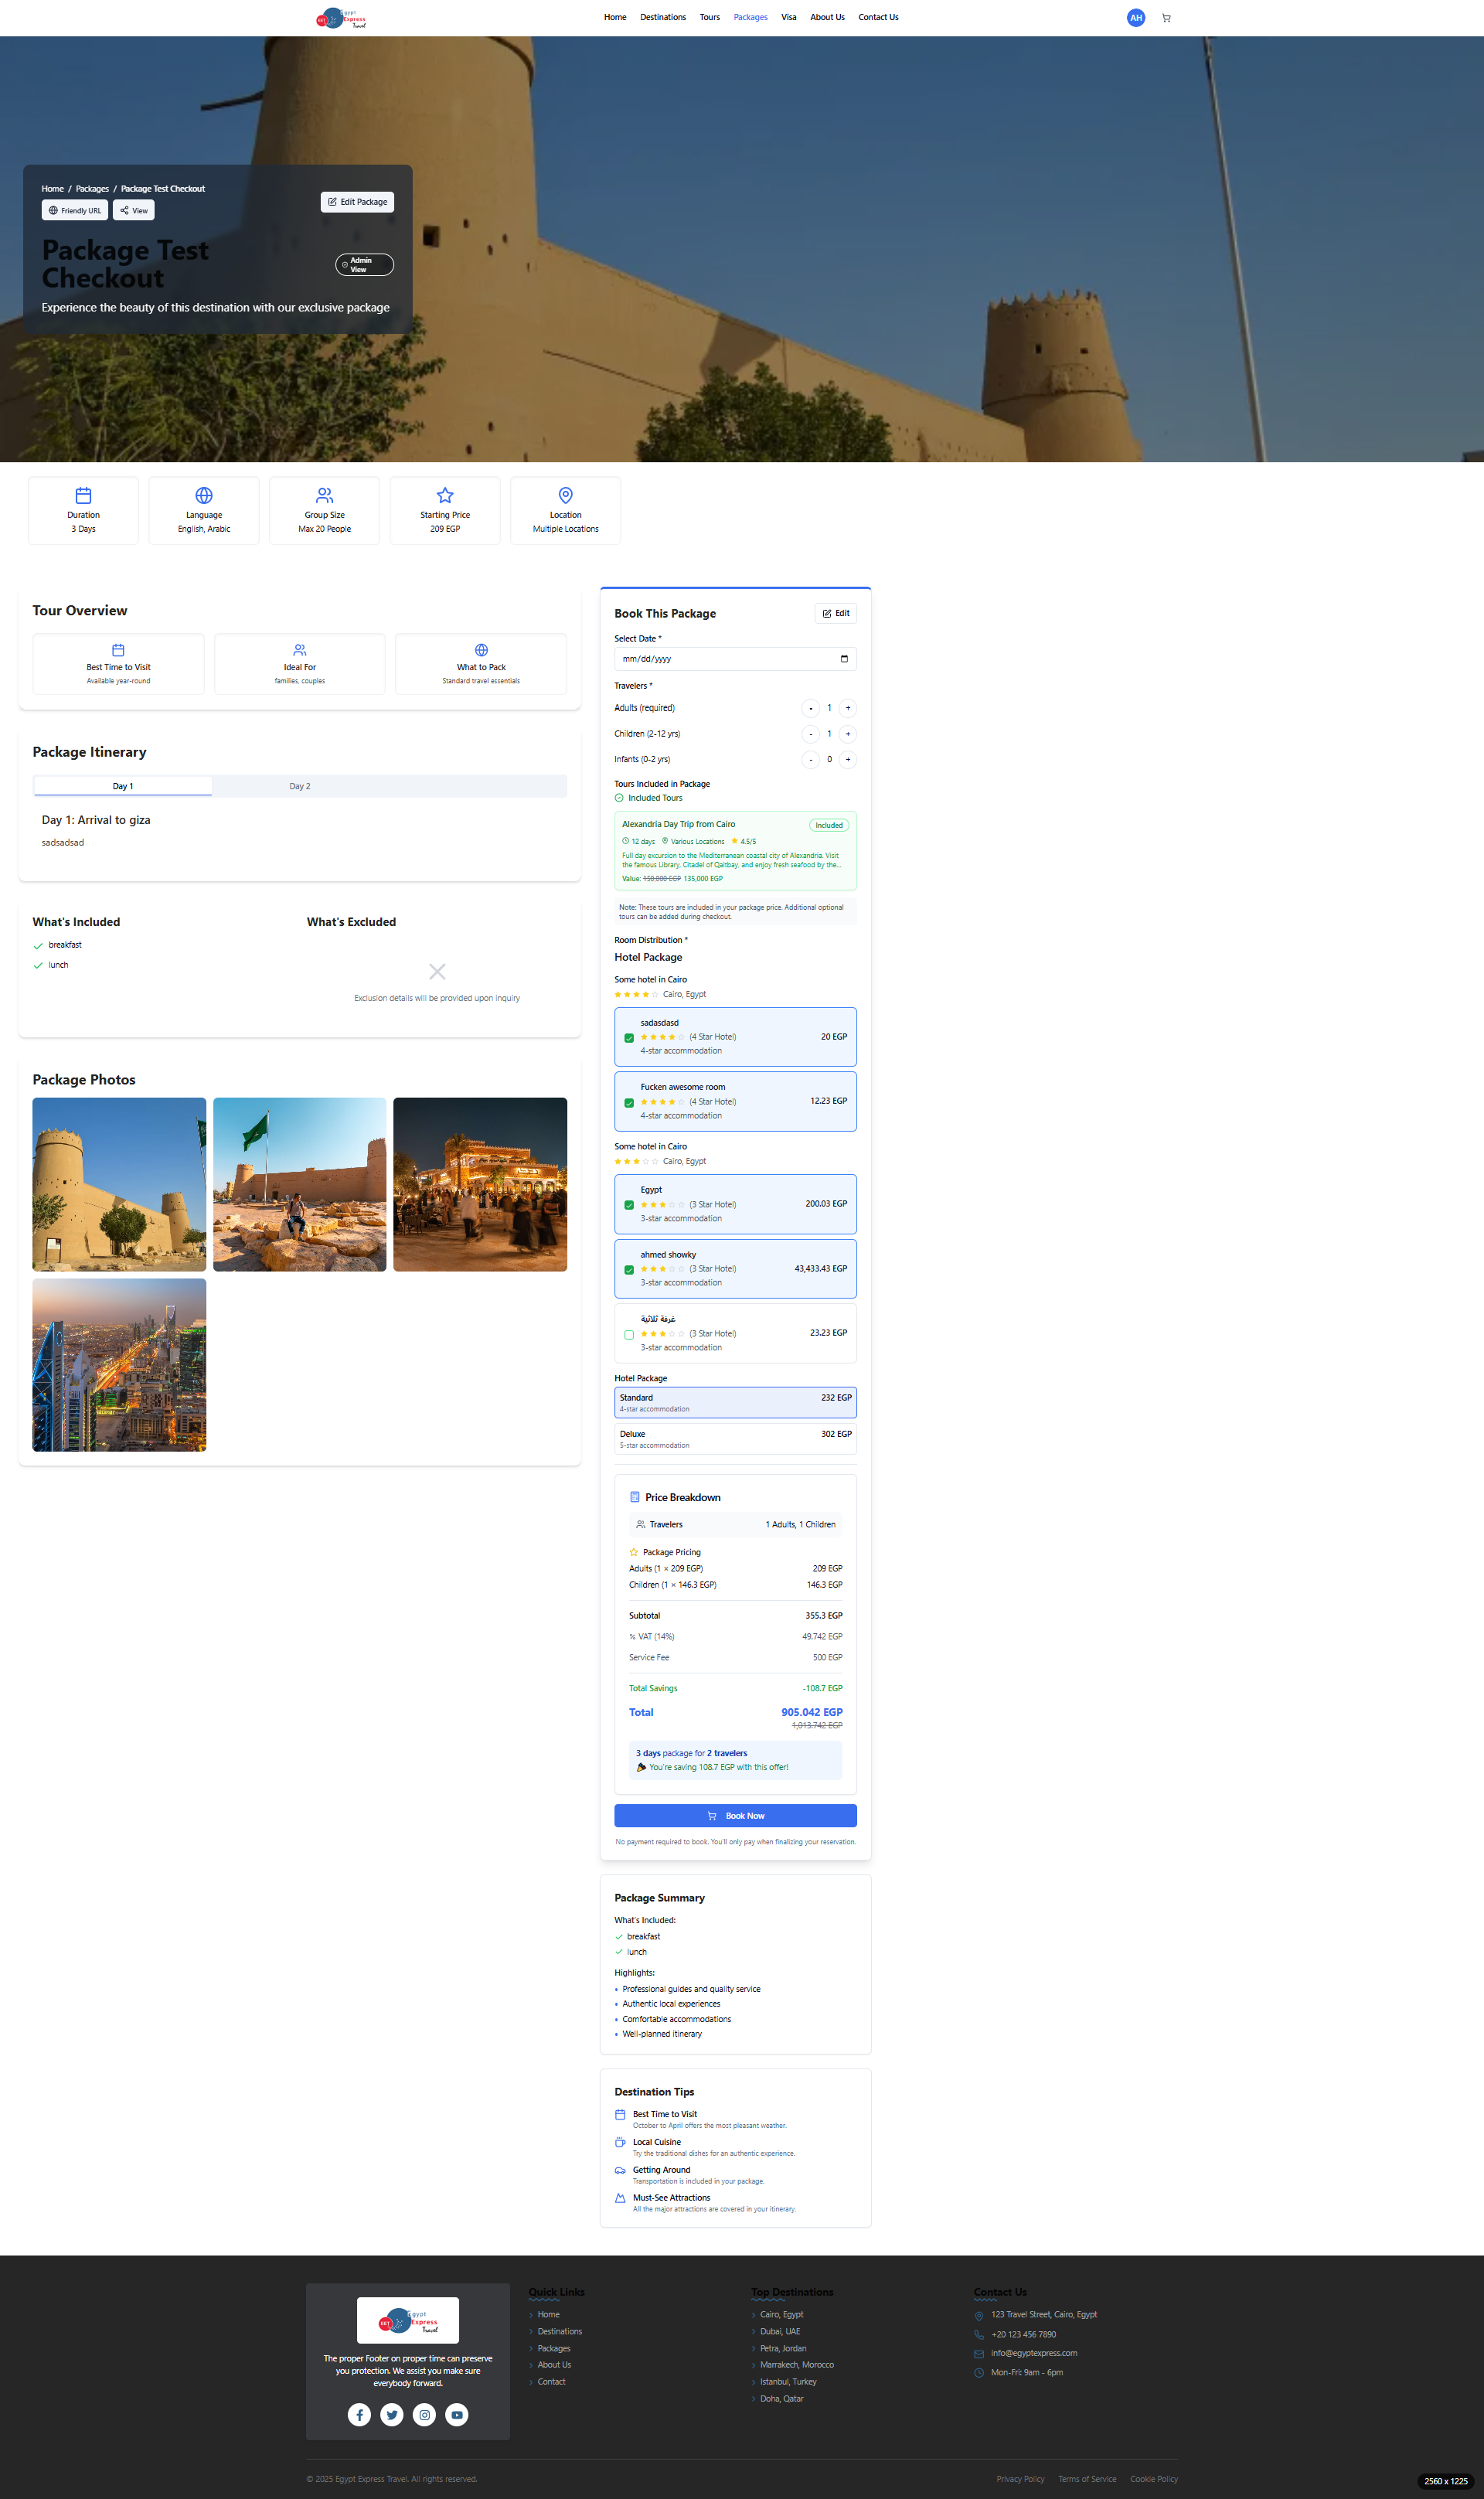 Egypt
EET Express
Travel
Home Destinations Tours Packages Visa About Us Contact Us
AH
Home / Packages / Package Test Checkout
Friendly URL View
Edit Package
Package Test
Checkout
Admin
View
Experience the beauty of this destination with our exclusive package
Duration
3 Days
Language
English, Arabic
Group Size
Max 20 People
Starting Price
209 EGP
Location
Multiple Locations
Tour Overview
Best Time to Visit
Available year-round
Ideal For
families, couples
What to Pack
Standard travel essentials
Package Itinerary
Day 1 Day 2
Day 1: Arrival to giza
sadsadsad
What's Included
breakfast
lunch
What's Excluded
Exclusion details will be provided upon inquiry
Package Photos
Book This Package Edit
Select Date *
mm/dd/yyyy
Travelers *
Adults (required) - 1 +
Children (2-12 yrs) - 1 +
Infants (0-2 yrs) - 0 +
Tours Included in Package
Included Tours
Alexandria Day Trip from Cairo Included
12 days Various Locations 4.5/5
Full day excursion to the Mediterranean coastal city of Alexandria. Visit
the famous Library, Citadel of Qaitbay, and enjoy fresh seafood by the...
Value: 150,000 EGP 135,000 EGP
Note: These tours are included in your package price. Additional optional
tours can be added during checkout.
Room Distribution *
Hotel Package
Some hotel in Cairo
Cairo, Egypt
sadasdasd
(4 Star Hotel) 20 EGP
4-star accommodation
Fucken awesome room
(4 Star Hotel) 12.23 EGP
4-star accommodation
Some hotel in Cairo
Cairo, Egypt
Egypt
(3 Star Hotel) 200.03 EGP
3-star accommodation
ahmed showky
(3 Star Hotel) 43,433.43 EGP
3-star accommodation
غرفة ثلاثية
(3 Star Hotel) 23.23 EGP
3-star accommodation
Hotel Package
Standard 232 EGP
4-star accommodation
Deluxe 302 EGP
5-star accommodation
Price Breakdown
Travelers 1 Adults, 1 Children
Package Pricing
Adults (1 × 209 EGP) 209 EGP
Children (1 × 146.3 EGP) 146.3 EGP
Subtotal 355.3 EGP
% VAT (14%) 49.742 EGP
Service Fee 500 EGP
Total Savings -108.7 EGP
Total 905.042 EGP
1,013.742 EGP
3 days package for 2 travelers
🎉 You're saving 108.7 EGP with this offer!
Book Now
No payment required to book. You'll only pay when finalizing your reservation.
Package Summary
What's Included:
breakfast
lunch
Highlights:
• Professional guides and quality service
• Authentic local experiences
• Comfortable accommodations
• Well-planned itinerary
Destination Tips
Best Time to Visit
October to April offers the most pleasant weather.
Local Cuisine
Try the traditional dishes for an authentic experience.
Getting Around
Transportation is included in your package.
Must-See Attractions
All the major attractions are covered in your itinerary.
Egypt
EET Express
Travel
The proper Footer on proper time can preserve
you protection. We assist you make sure
everybody forward.
Quick Links
Home
Destinations
Packages
About Us
Contact
Top Destinations
Cairo, Egypt
Dubai, UAE
Petra, Jordan
Marrakech, Morocco
Istanbul, Turkey
Doha, Qatar
Contact Us
123 Travel Street, Cairo, Egypt
+20 123 456 7890
info@egyptexpress.com
Mon-Fri: 9am - 6pm
© 2025 Egypt Express Travel. All rights reserved.
Privacy Policy Terms of Service Cookie Policy
2560 x 1225